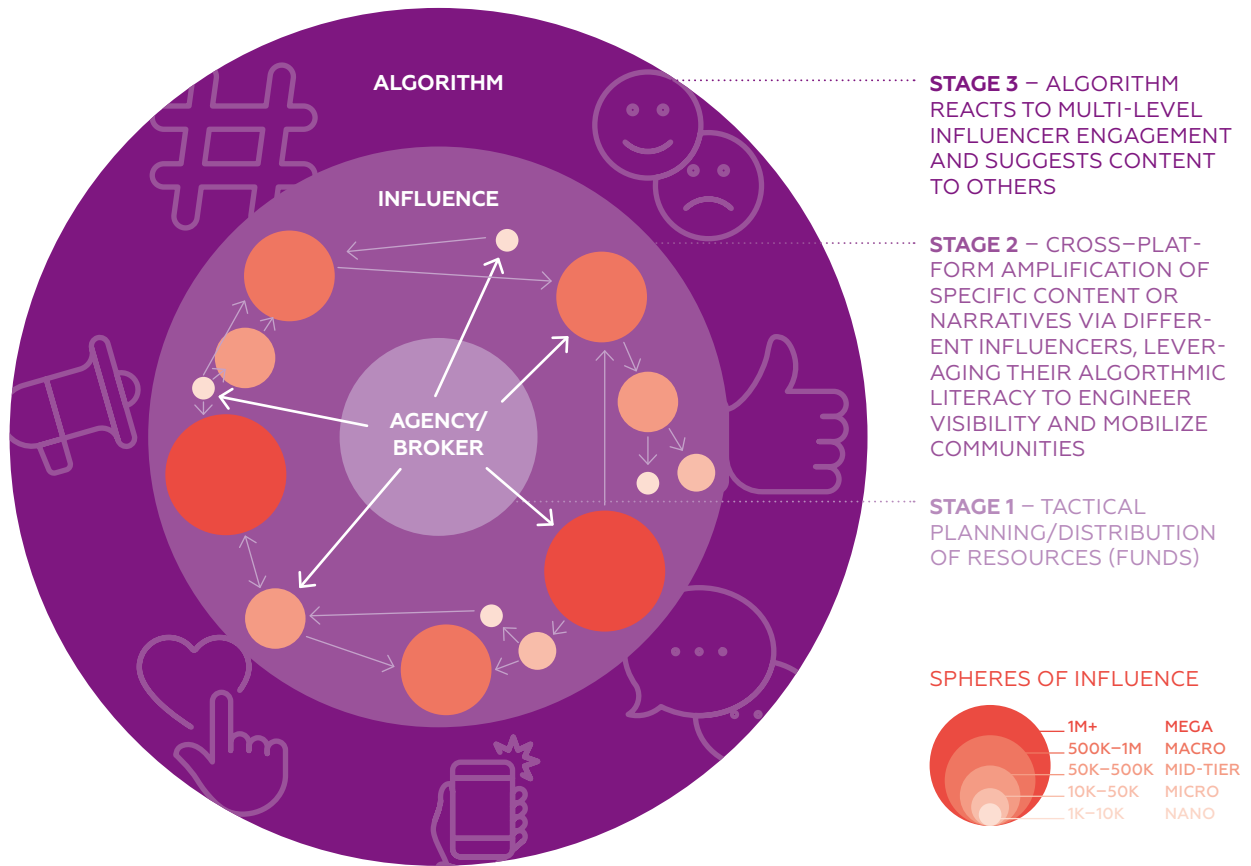 ALGORITHM
INFLUENCE
AGENCY/
BROKER
STAGE 3 – ALGORITHM
REACTS TO MULTI-LEVEL
INFLUENCER ENGAGEMENT
AND SUGGESTS CONTENT
TO OTHERS
STAGE 2 – CROSS–PLAT-
FORM AMPLIFICATION OF
SPECIFIC CONTENT OR
NARRATIVES VIA DIFFER-
ENT INFLUENCERS, LEVER-
AGING THEIR ALGORTHMIC
LITERACY TO ENGINEER
VISIBILITY AND MOBILIZE
COMMUNITIES
STAGE 1 – TACTICAL
PLANNING/DISTRIBUTION
OF RESOURCES (FUNDS)
SPHERES OF INFLUENCE
1M+ MEGA
500K–1M MACRO
50K–500K MID-TIER
10K–50K MICRO
1K–10K NANO